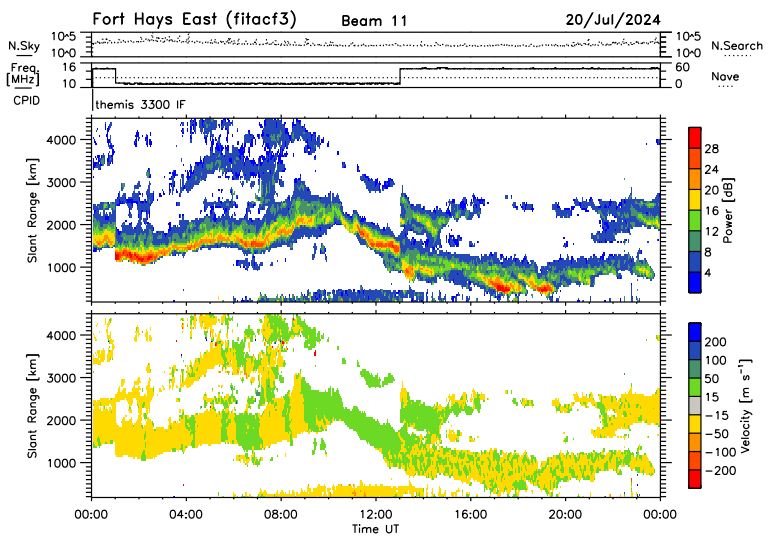 Fort Hays East (fitacf3) Beam 11 20/Jul/2024
N.Sky 10^5 10^0 10^5 10^0 N.Search
Freq. [MHz] 16 10 60 0 Nave
CPID themis 3300 IF
Slant Range [km]
4000
3000
2000
1000
Power [dB]
28
24
20
16
12
8
4
Slant Range [km]
4000
3000
2000
1000
Velocity [m s⁻¹]
200
100
50
15
-15
-50
-100
-200
00:00 04:00 08:00 12:00 16:00 20:00 00:00
Time UT